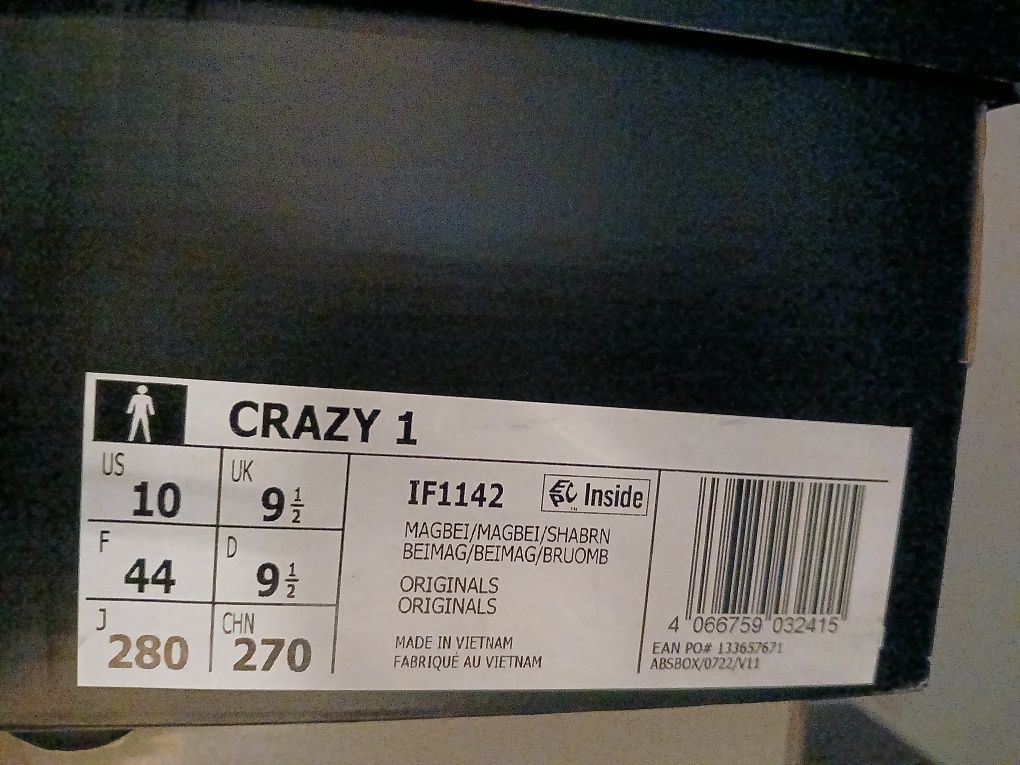 CRAZY 1
US
10
UK
9 1/2
F
44
D
9 1/2
J
280
CHN
270
IF1142
EPC Inside
MAGBEI/MAGBEI/SHABRN
BEIMAG/BEIMAG/BRUOMB
ORIGINALS
ORIGINALS
MADE IN VIETNAM
FABRIQUÉ AU VIETNAM
4 066759 032415
EAN PO# 133657671
ABSBOX/0722/V11